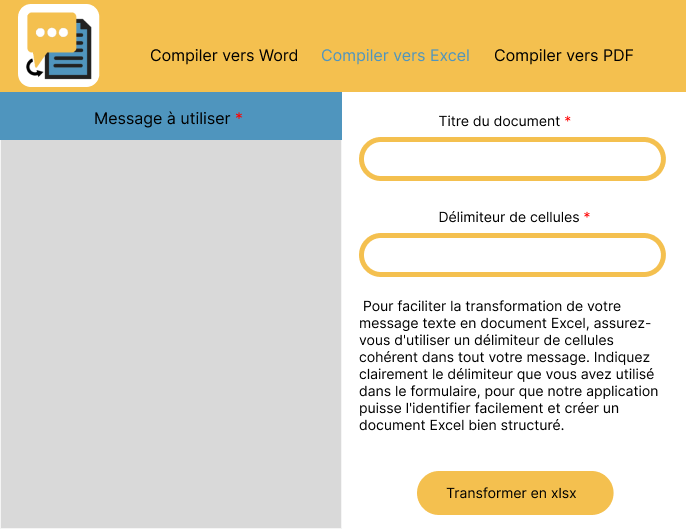 Compiler vers Word
Compiler vers Excel
Compiler vers PDF
Message à utiliser *
Titre du document *
Délimiteur de cellules *
Pour faciliter la transformation de votre
message texte en document Excel, assurez-
vous d'utiliser un délimiteur de cellules
cohérent dans tout votre message. Indiquez
clairement le délimiteur que vous avez utilisé
dans le formulaire, pour que notre application
puisse l'identifier facilement et créer un
document Excel bien structuré.
Transformer en xlsx